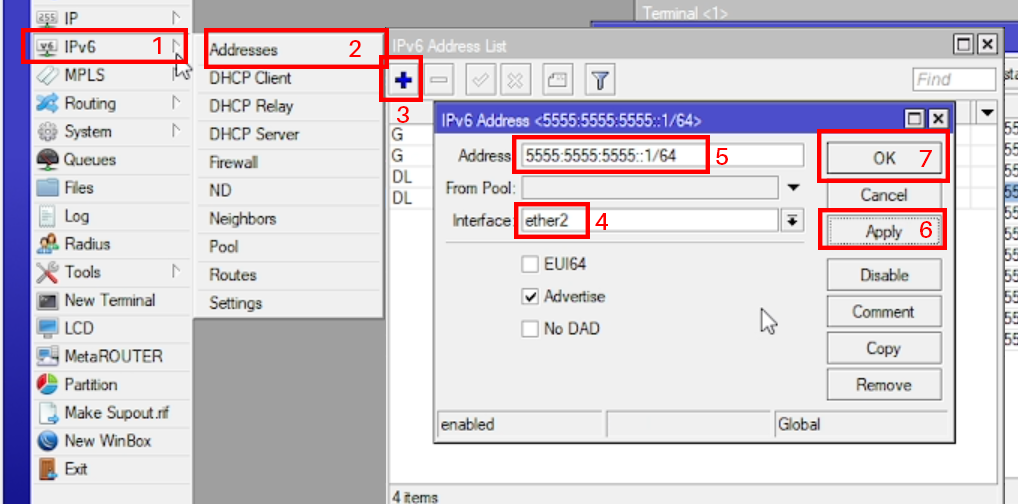 Terminal <1>
IP
IPv6 1
MPLS
Routing
System
Queues
Files
Log
Radius
Tools
New Terminal
LCD
MetaROUTER
Partition
Make Supout.rif
New WinBox
Exit
Addresses 2
DHCP Client
DHCP Relay
DHCP Server
Firewall
ND
Neighbors
Pool
Routes
Settings
IPv6 Address List
Find
3
G
G
DL
DL
IPv6 Address <5555:5555:5555::1/64>
Address: 5555:5555:5555::1/64 5
From Pool:
Interface: ether2 4
EUI64
Advertise
No DAD
OK 7
Cancel
Apply 6
Disable
Comment
Copy
Remove
enabled
Global
4 items